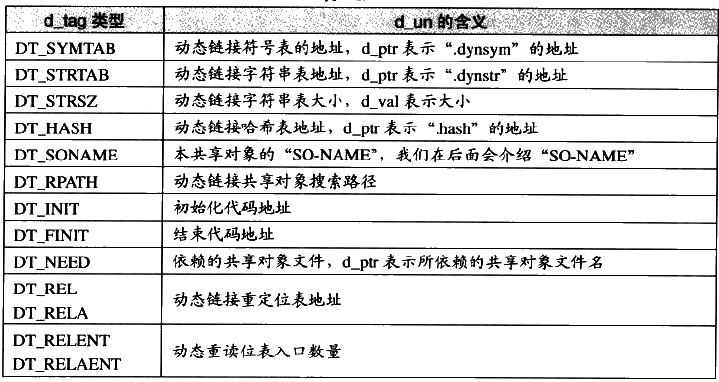 d_tag 类型 d_un 的含义
DT_SYMTAB 动态链接符号表的地址，d_ptr 表示“.dynsym”的地址
DT_STRTAB 动态链接字符串表地址，d_ptr 表示“.dynstr”的地址
DT_STRSZ 动态链接字符串表大小，d_val 表示大小
DT_HASH 动态链接哈希表地址，d_ptr 表示“.hash”的地址
DT_SONAME 本共享对象的“SO-NAME”，我们在后面会介绍“SO-NAME”
DT_RPATH 动态链接共享对象搜索路径
DT_INIT 初始化代码地址
DT_FINIT 结束代码地址
DT_NEED 依赖的共享对象文件，d_ptr 表示所依赖的共享对象文件名
DT_REL
DT_RELA
动态链接重定位表地址
DT_RELENT
DT_RELAENT
动态重读位表入口数量